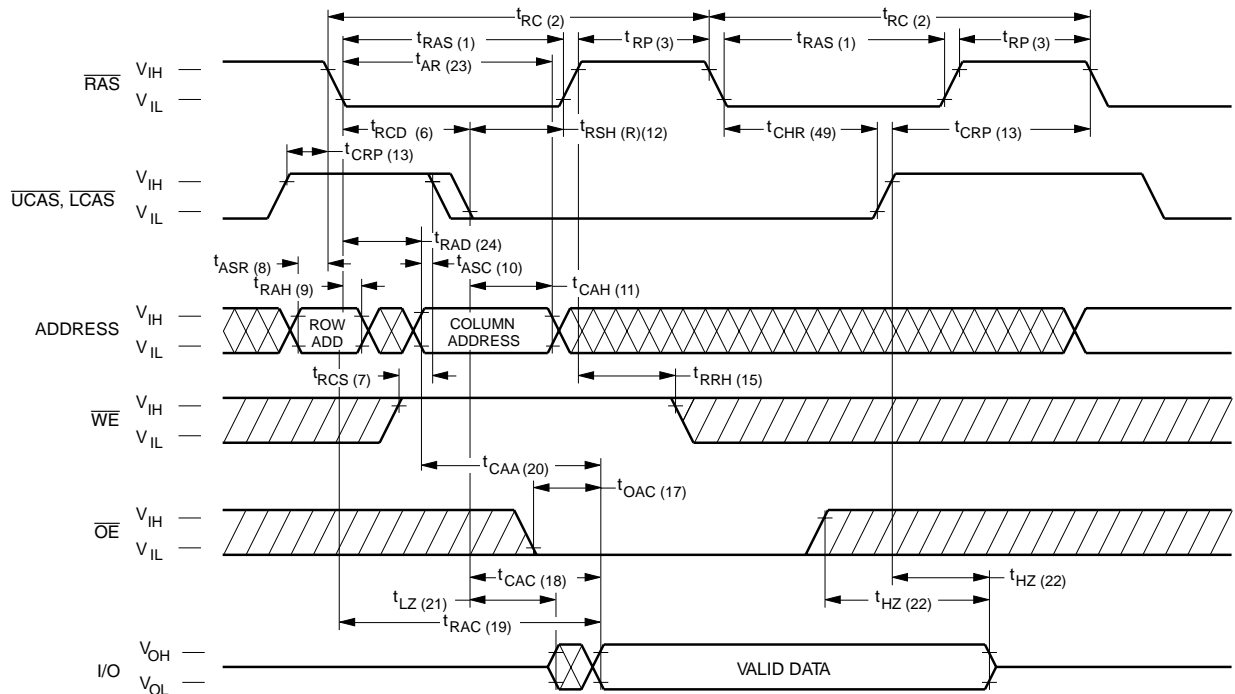 tRC (2) tRC (2)
tRAS (1) tRP (3) tRAS (1) tRP (3)
tAR (23)
RAS VIH
VIL
tRCD (6) tRSH (R)(12) tCHR (49) tCRP (13)
tCRP (13)
UCAS, LCAS VIH
VIL
tRAD (24)
tASR (8) tASC (10)
tRAH (9) tCAH (11)
ADDRESS VIH
VIL
ROW
ADD
COLUMN
ADDRESS
tRCS (7) tRRH (15)
WE VIH
VIL
tCAA (20)
tOAC (17)
OE VIH
VIL
tCAC (18) tHZ (22)
tLZ (21) tHZ (22)
tRAC (19)
I/O VOH
VOL
VALID DATA